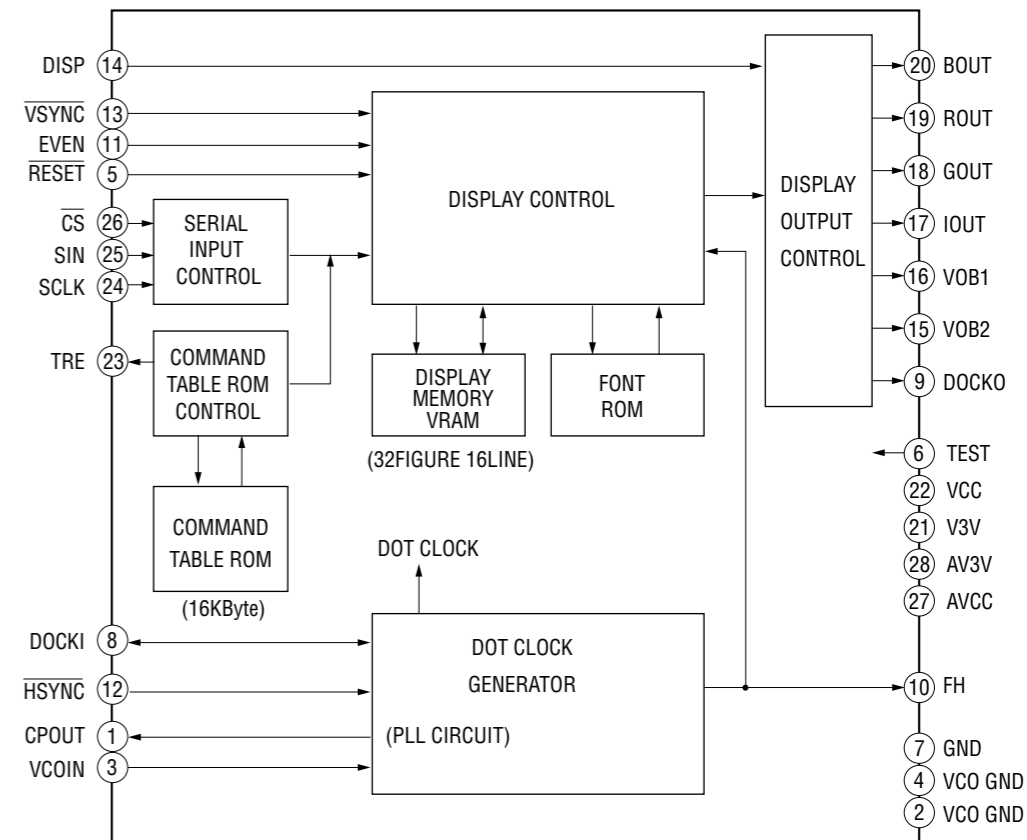 DISP 14
VSYNC 13
EVEN 11
RESET 5
CS 26
SIN 25
SCLK 24
TRE 23
DOCKI 8
HSYNC 12
CPOUT 1
VCOIN 3
SERIAL
INPUT
CONTROL
COMMAND
TABLE ROM
CONTROL
COMMAND
TABLE ROM
(16KByte)
DISPLAY CONTROL
DISPLAY
MEMORY
VRAM
(32FIGURE 16LINE)
FONT
ROM
DOT CLOCK
DOT CLOCK
GENERATOR
(PLL CIRCUIT)
DISPLAY
OUTPUT
CONTROL
20 BOUT
19 ROUT
18 GOUT
17 IOUT
16 VOB1
15 VOB2
9 DOCKO
6 TEST
22 VCC
21 V3V
28 AV3V
27 AVCC
10 FH
7 GND
4 VCO GND
2 VCO GND